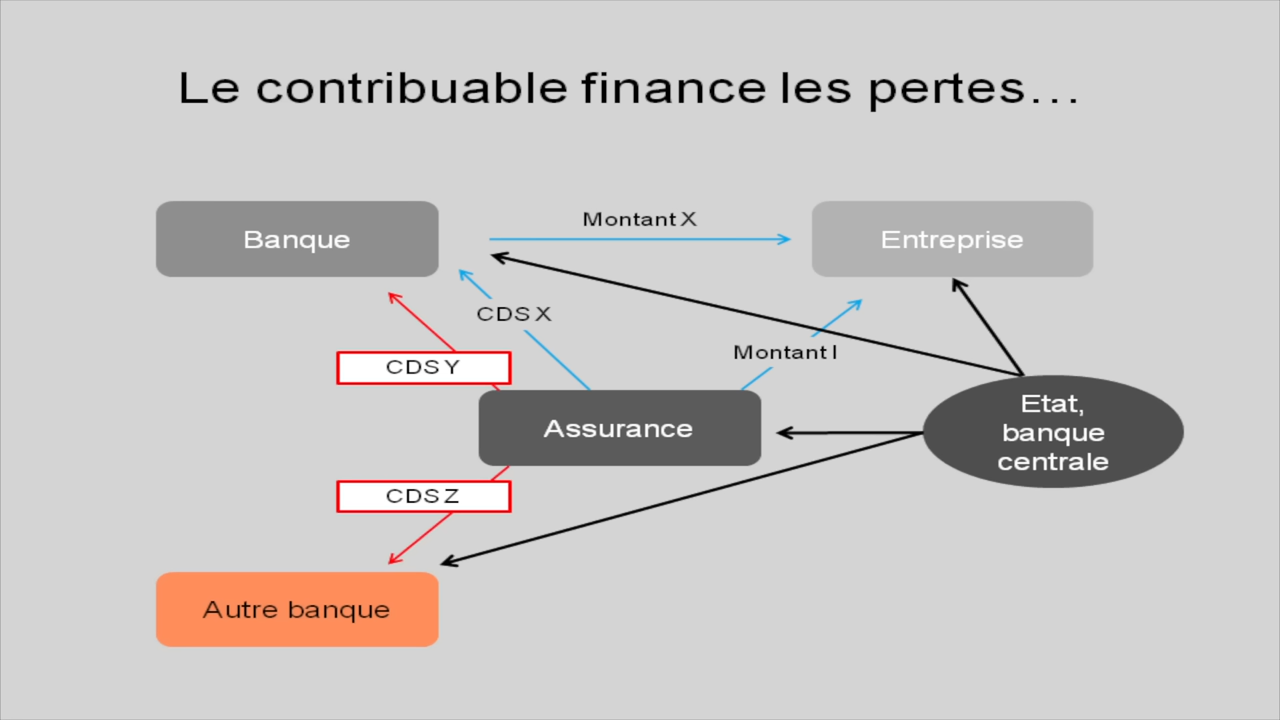 Le contribuable finance les pertes…
Montant X
Banque
Entreprise
CDS X
Montant I
CDS Y
Assurance
Etat,
banque
centrale
CDS Z
Autre banque